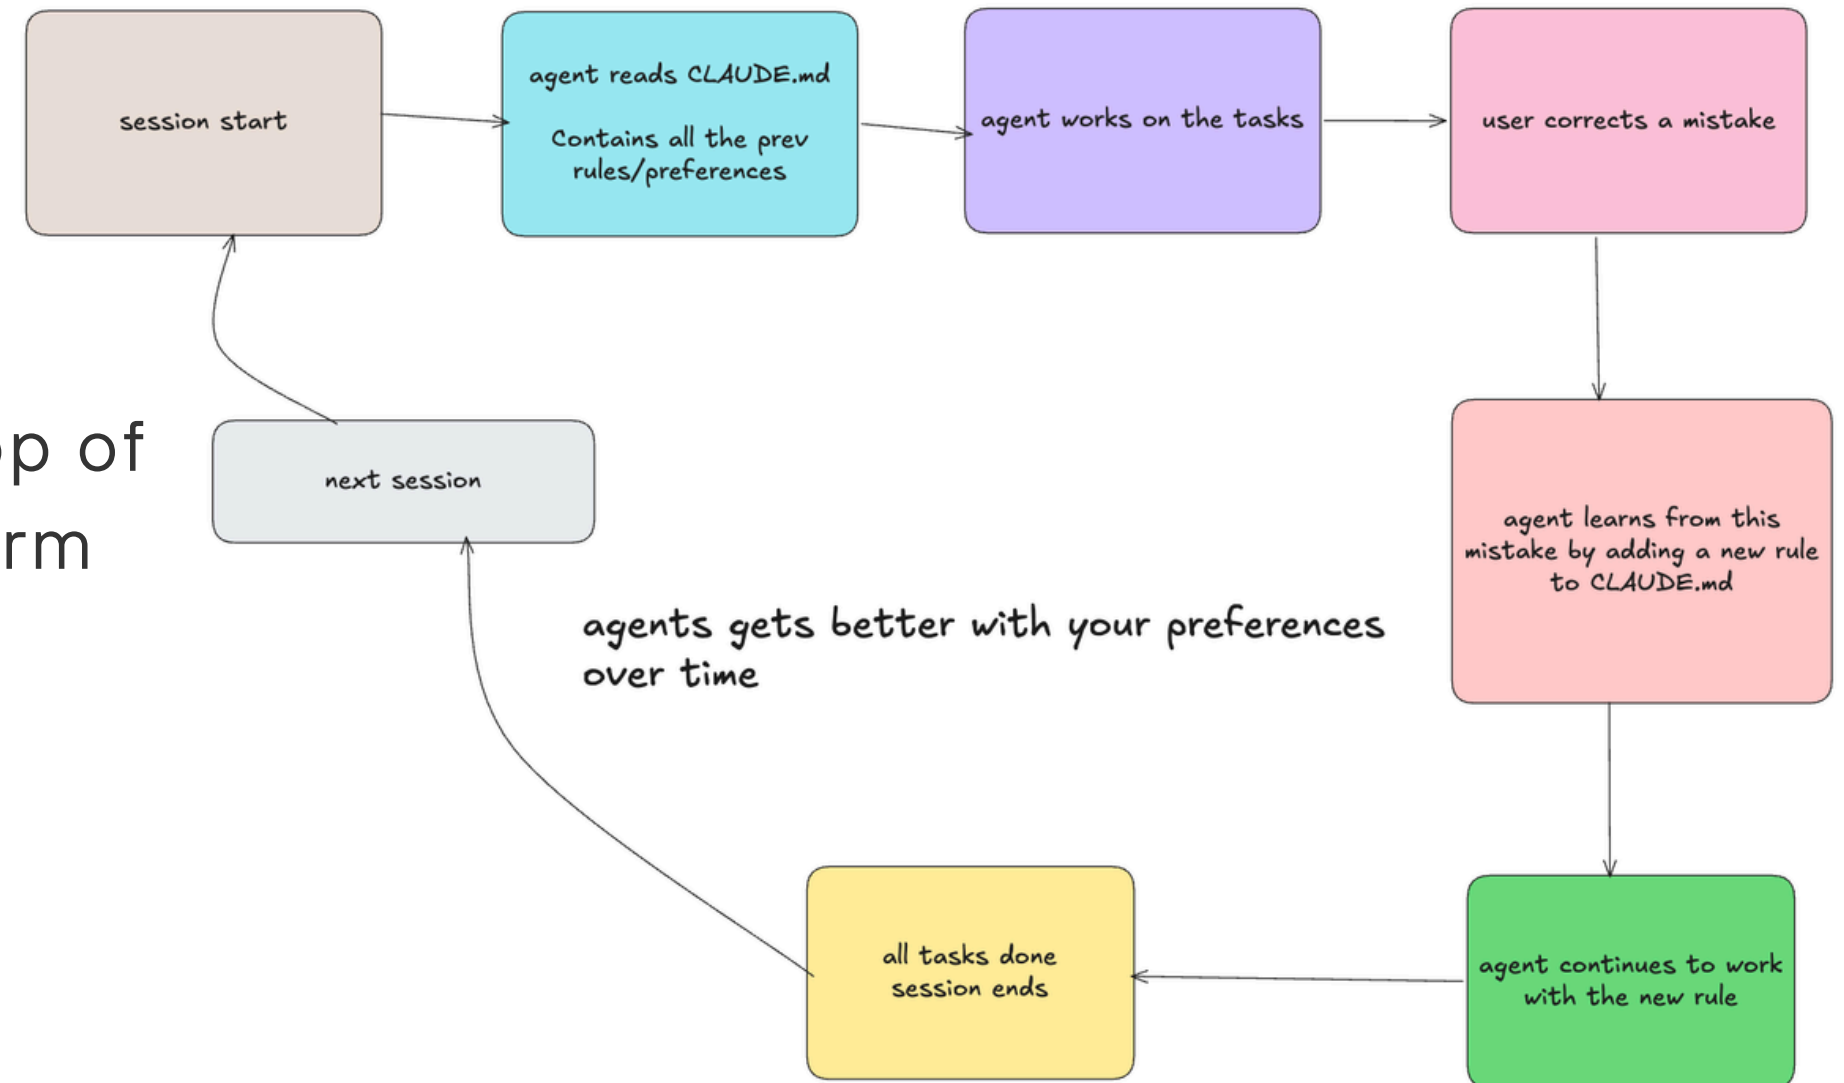 session start
agent reads CLAUDE.md
Contains all the prev
rules/preferences
agent works on the tasks
user corrects a mistake
op of
rm
next session
agent learns from this
mistake by adding a new rule
to CLAUDE.md
agents gets better with your preferences
over time
all tasks done
session ends
agent continues to work
with the new rule